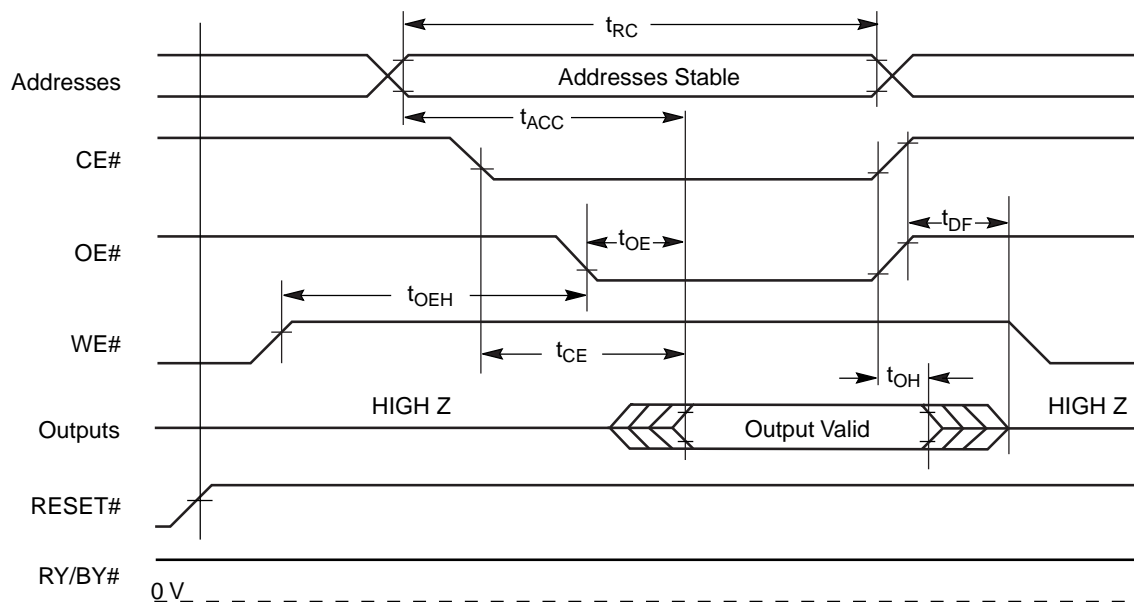 tRC
Addresses
Addresses Stable
tACC
CE#
tDF
OE#
tOE
tOEH
WE#
tCE
tOH
HIGH Z
HIGH Z
Outputs
Output Valid
RESET#
RY/BY#
0 V